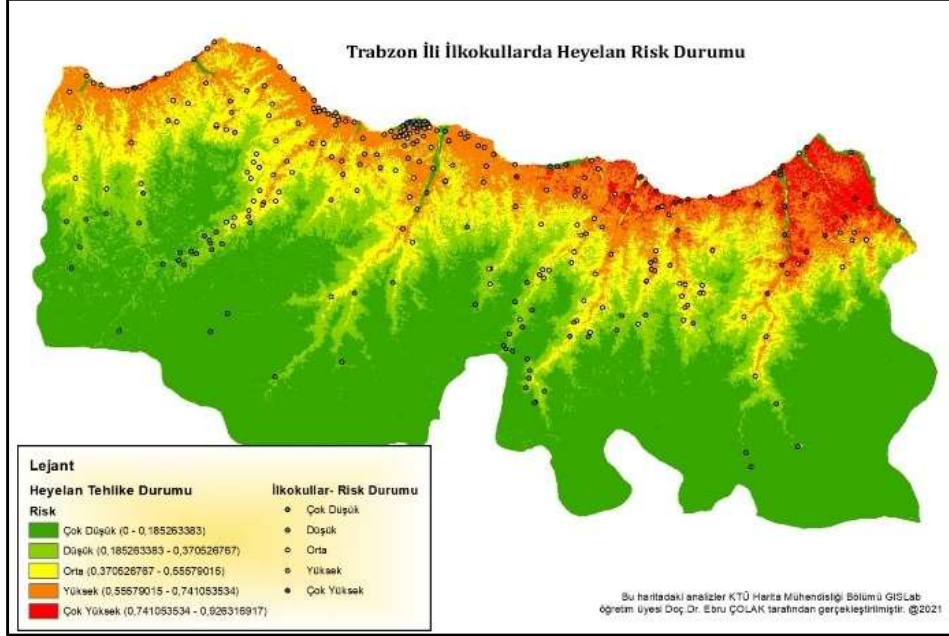 Trabzon İli İlkokullarda Heyelan Risk Durumu
Lejant
Heyelan Tehlike Durumu
Risk
Çok Düşük (0 - 0,185263383)
Düşük (0,185263383 - 0,370526767)
Orta (0,370526767 - 0,55579015)
Yüksek (0,55579015 - 0,741053534)
Çok Yüksek (0,741053534 - 0,926316917)
İlkokullar- Risk Durumu
Çok Düşük
Düşük
Orta
Yüksek
Çok Yüksek
Bu haritadaki analizler KTÜ Harita Mühendisliği Bölümü GISLab
öğretim üyesi Doç.Dr. Ebru ÇOLAK tarafından gerçekleştirilmiştir. @2021